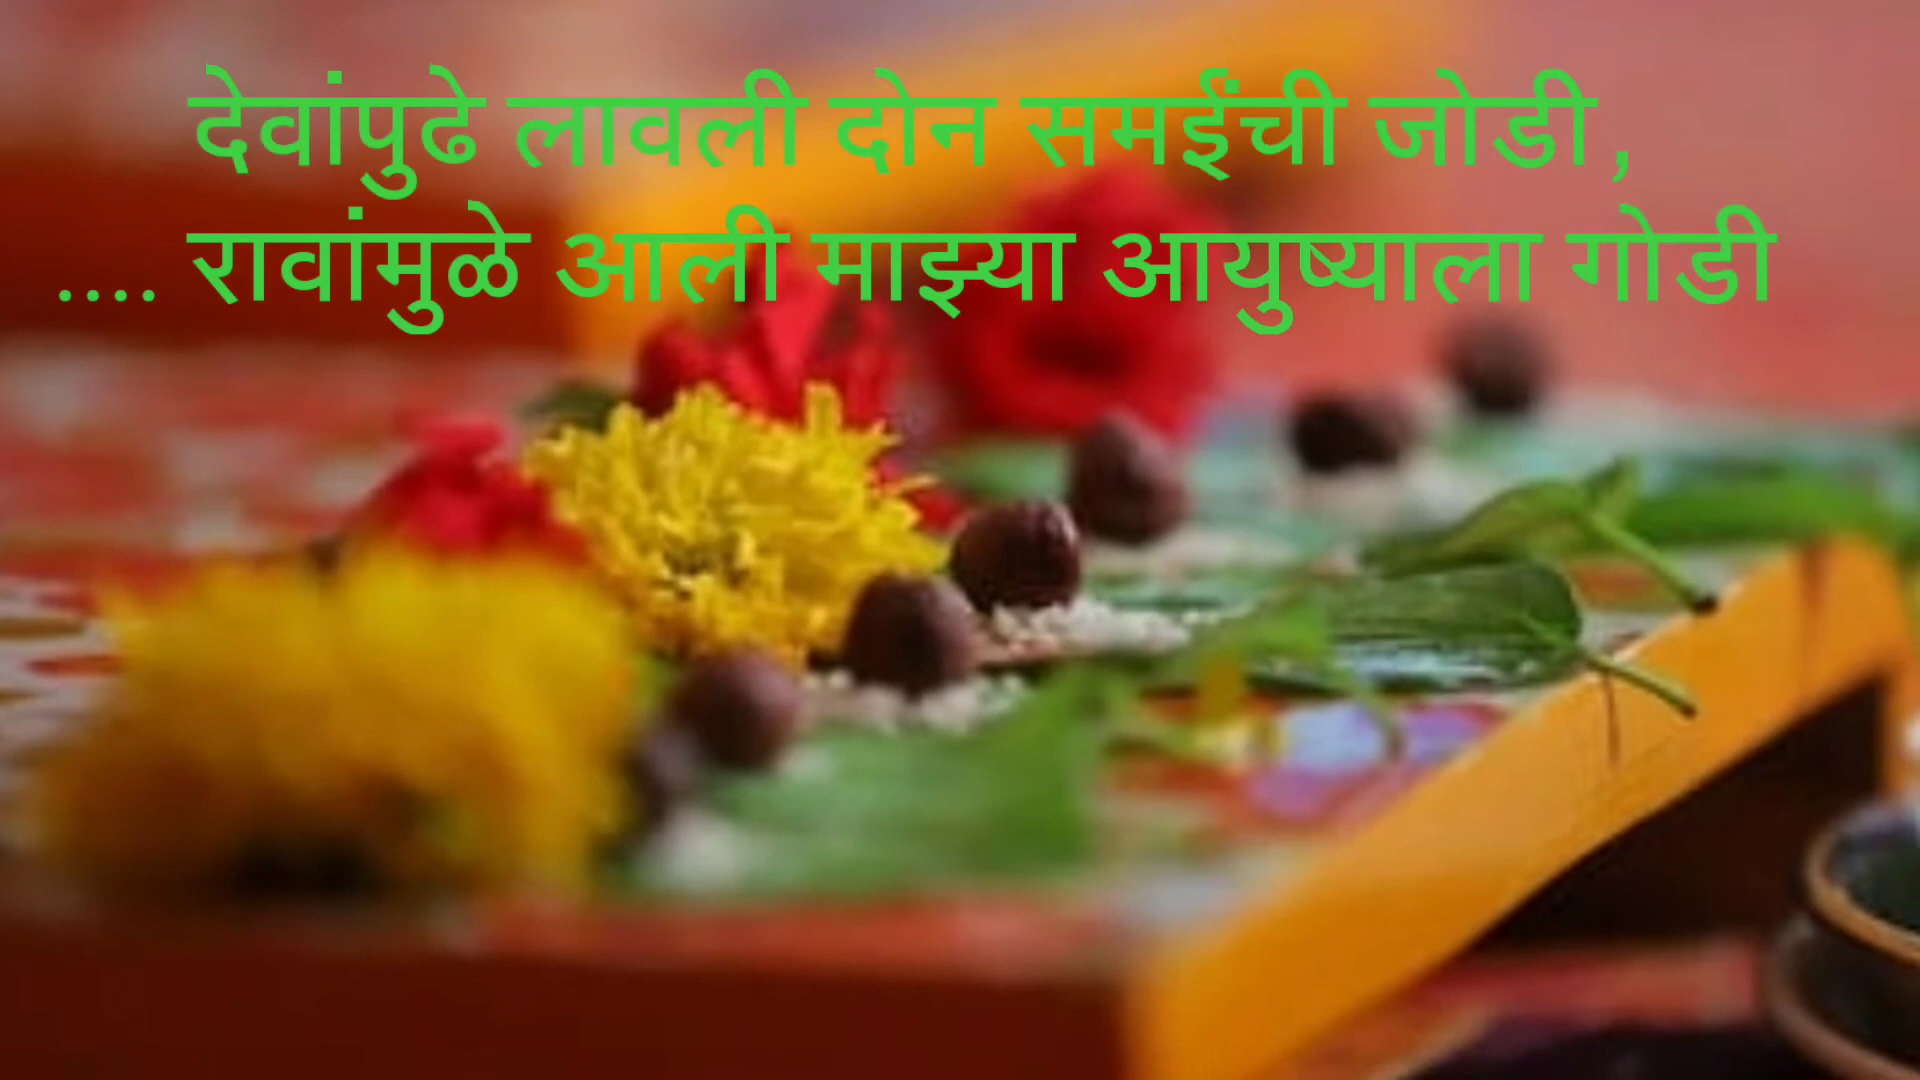 देवांपुढे लावली दोन समईंची जोडी,
.... रावांमुळे आली माझ्या आयुष्याला गोडी